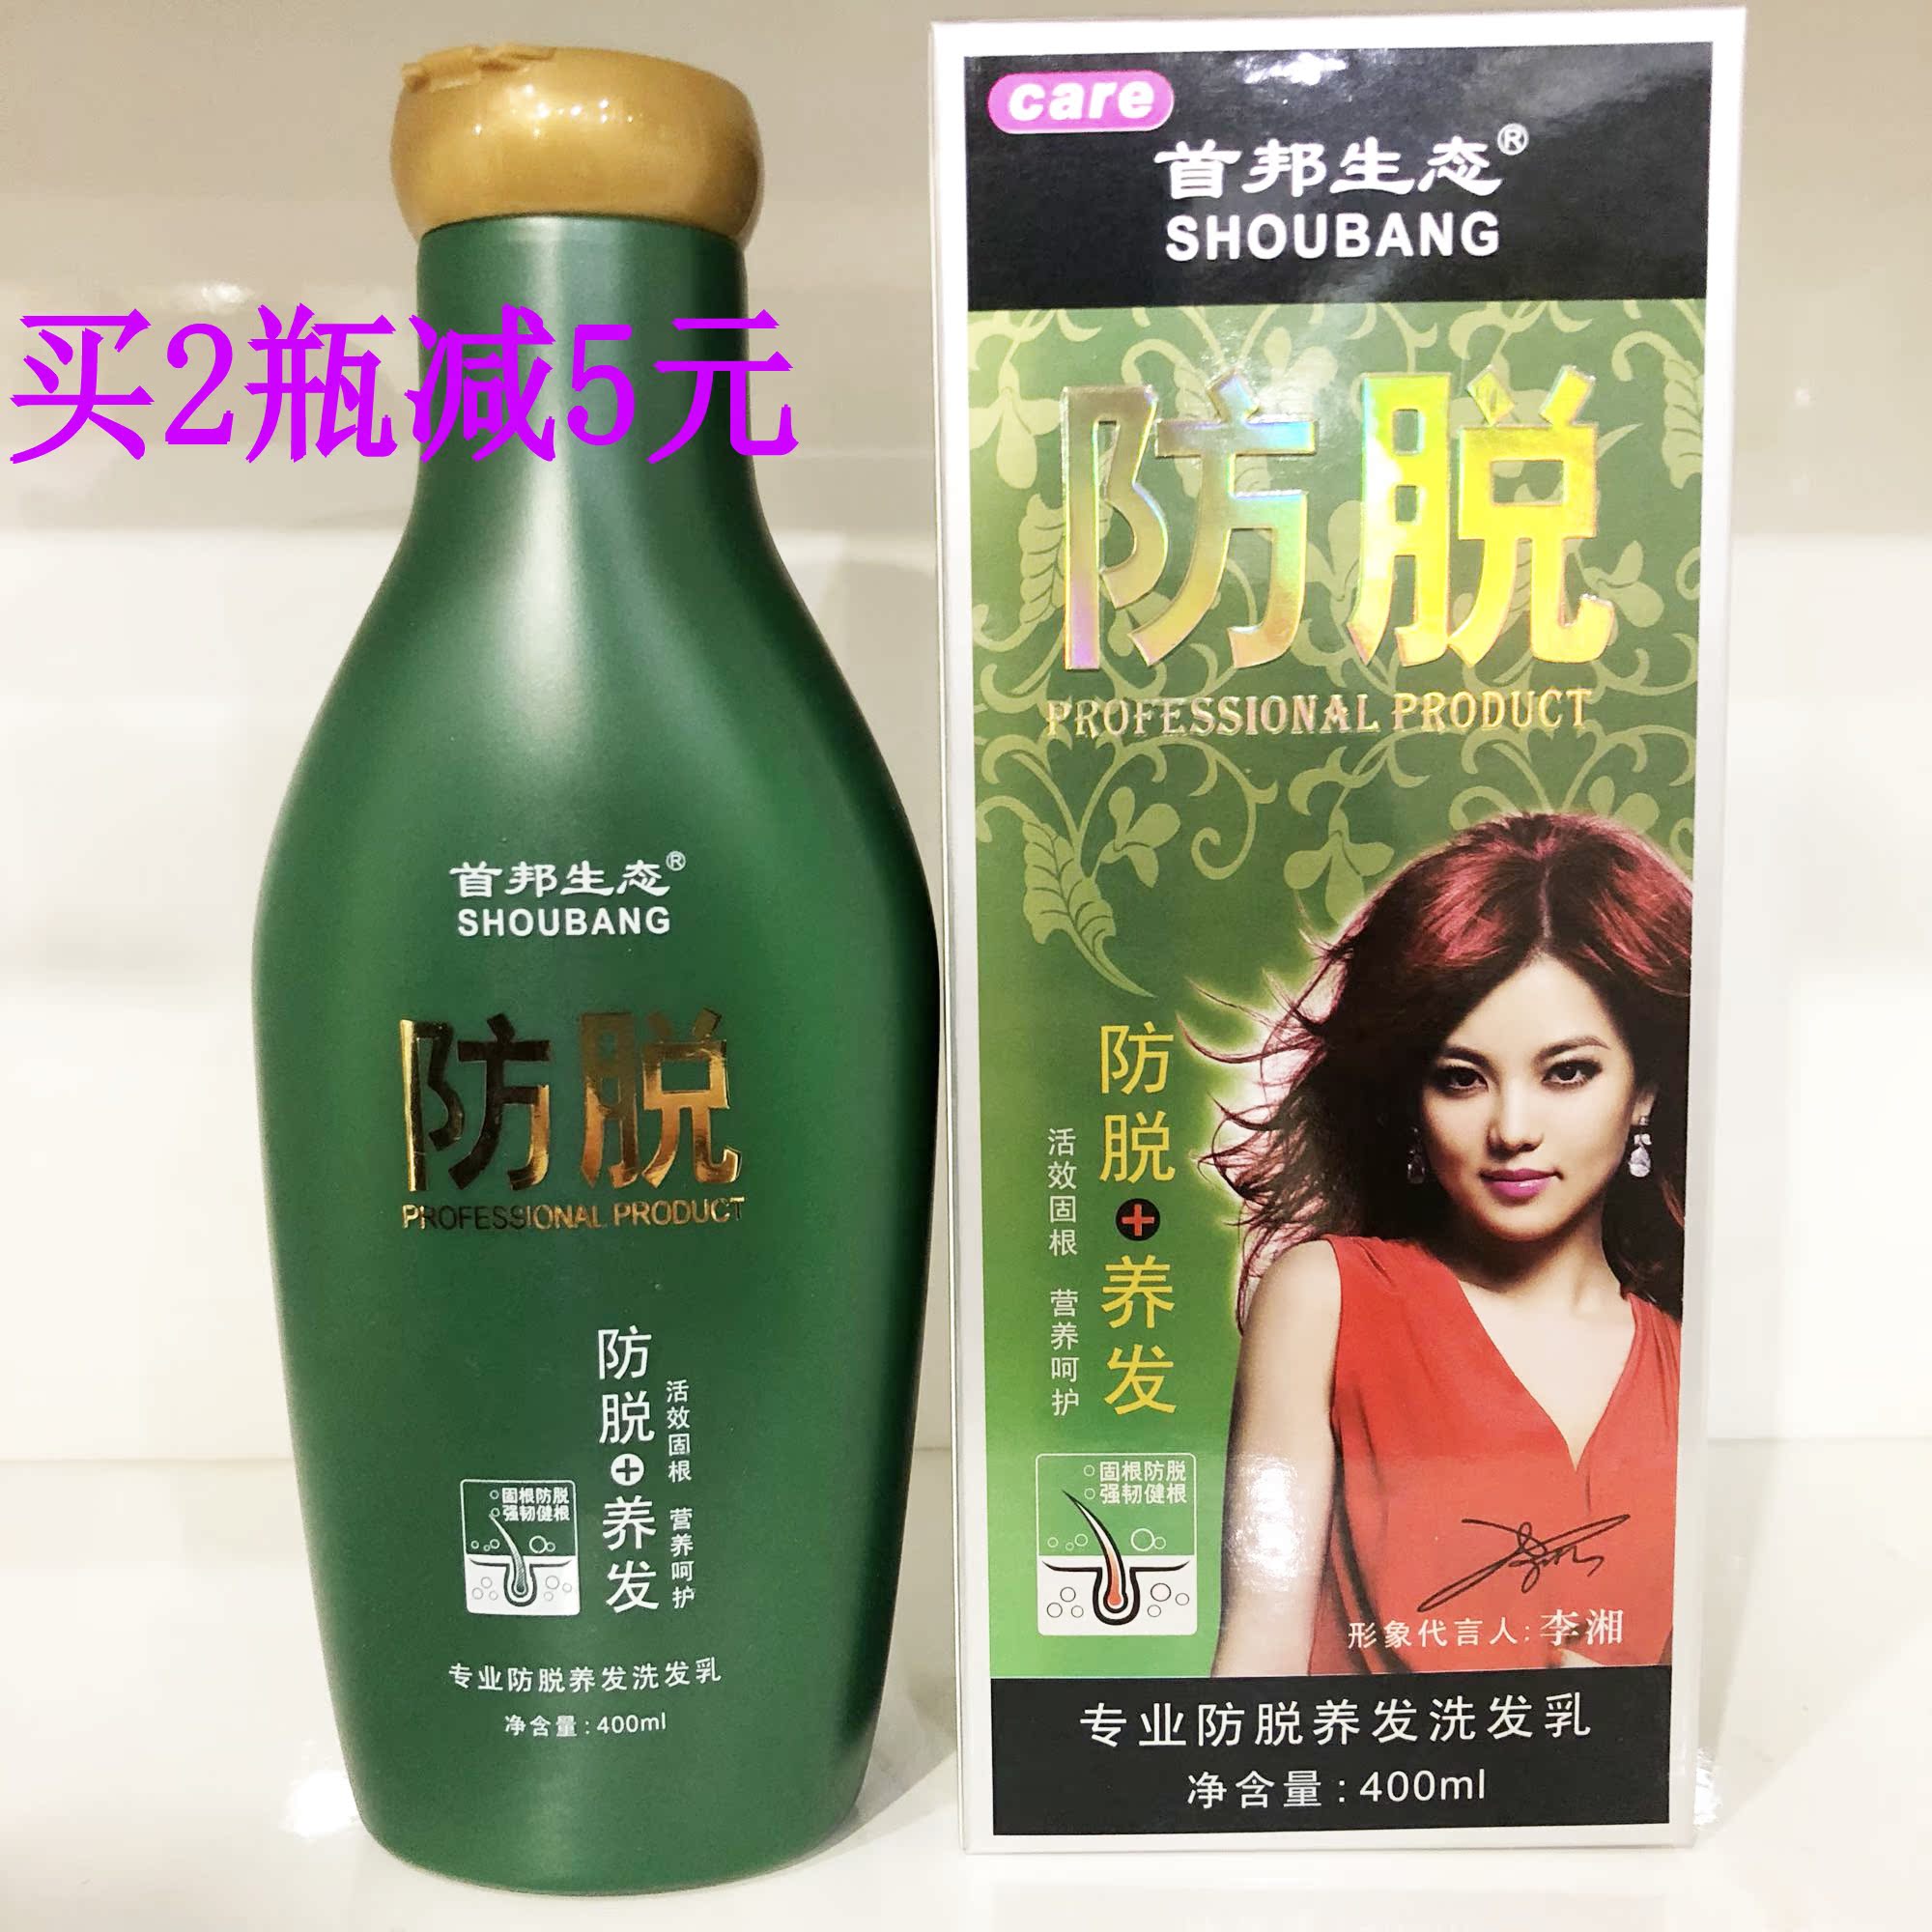 买2瓶减5元
首邦生态®
SHOUBANG
防脱
PROFESSIONAL PRODUCT
防脱+养发
活效固根 营养呵护
固根防脱
强韧健根
专业防脱养发洗发乳
净含量:400ml
care
首邦生态®
SHOUBANG
防脱
PROFESSIONAL PRODUCT
防脱+养发
活效固根 营养呵护
固根防脱
强韧健根
形象代言人:李湘
专业防脱养发洗发乳
净含量:400ml